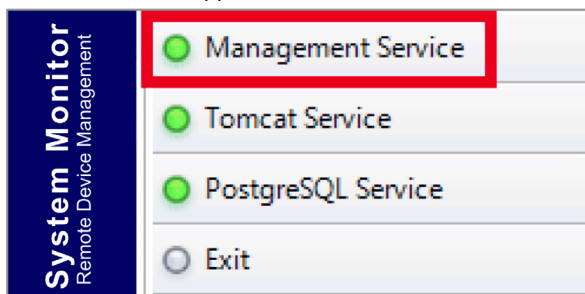 System Monitor
Remote Device Management
Management Service
Tomcat Service
PostgreSQL Service
Exit